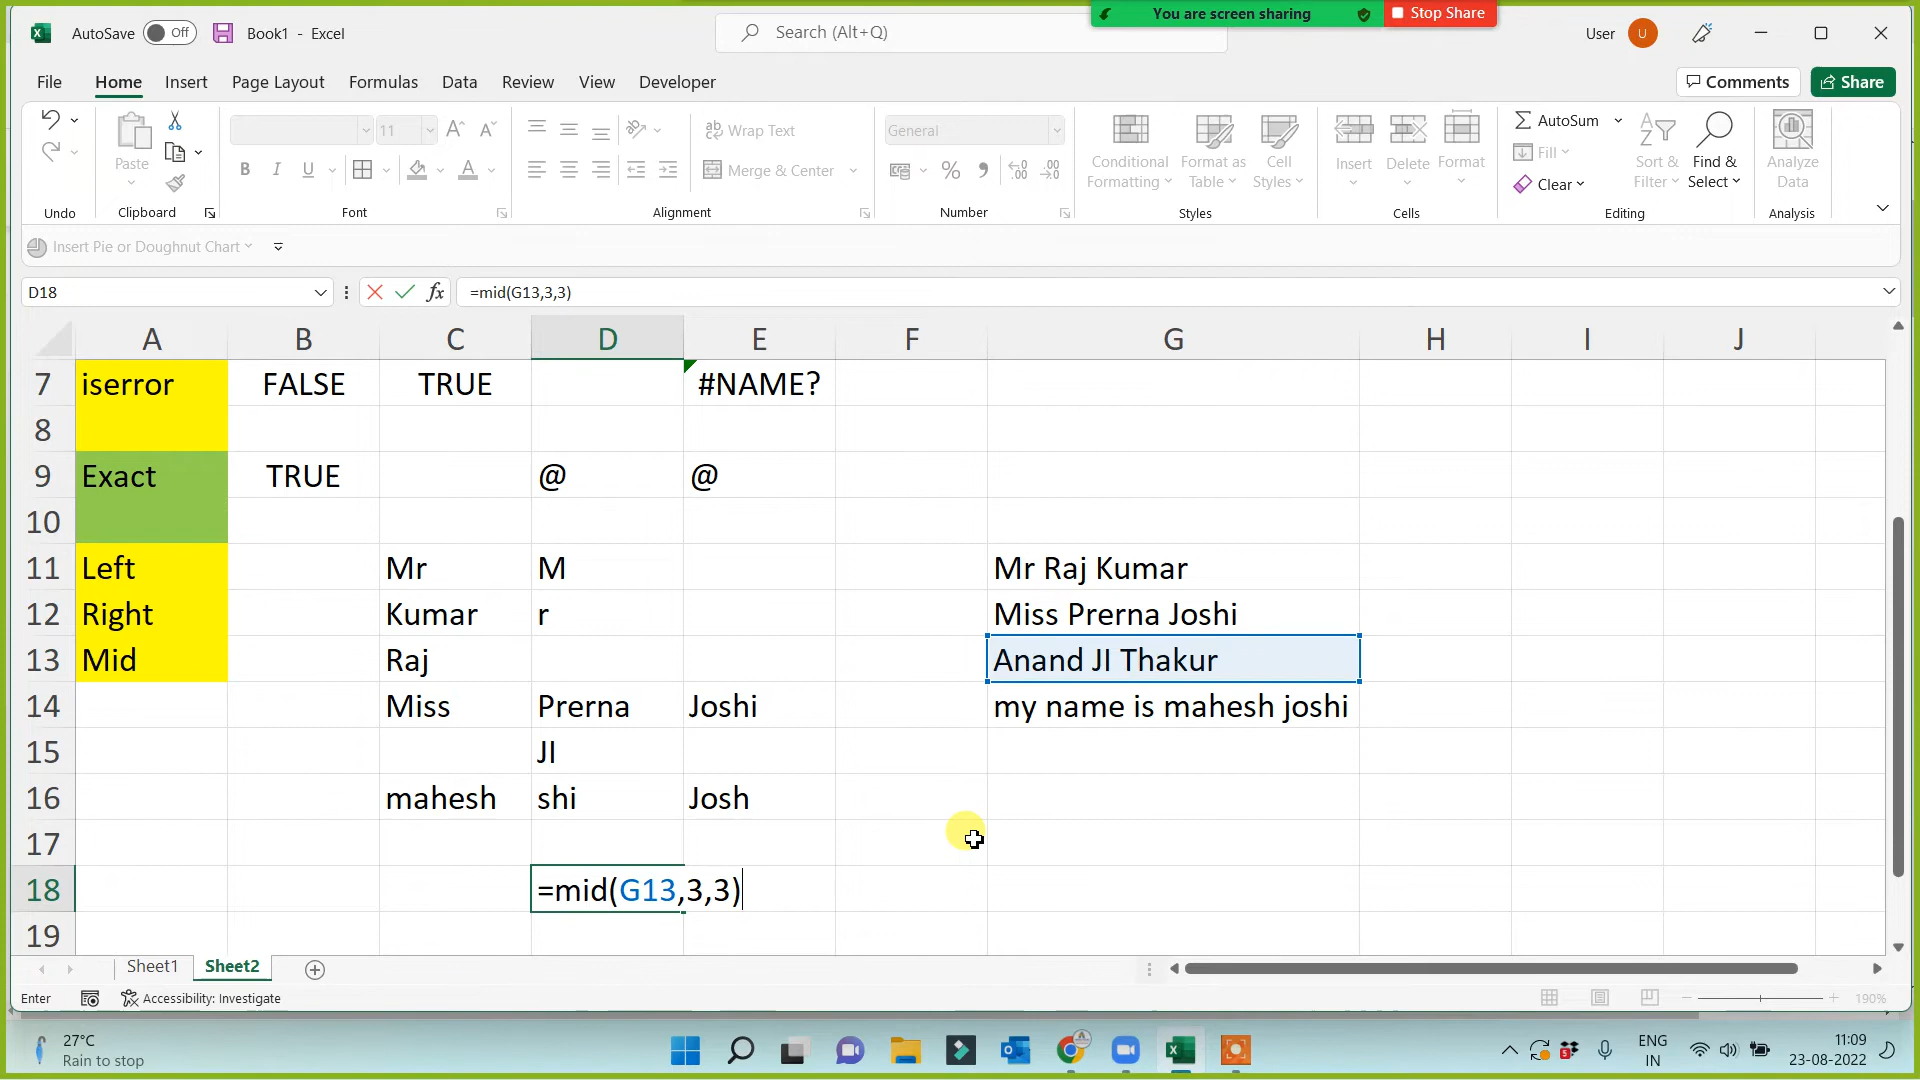 You are screen sharing Stop Share
AutoSave Off Book1 - Excel Search (Alt+Q) User U
File Home Insert Page Layout Formulas Data Review View Developer Comments Share
Paste 11 Wrap Text General Conditional Formatting Format as Table Cell Styles Insert Delete Format AutoSum Fill Clear Sort & Filter Find & Select Analyze Data
B I U A Merge & Center % 
Undo Clipboard Font Alignment Number Styles Cells Editing Analysis
Insert Pie or Doughnut Chart
D18 fx =mid(G13,3,3)
A B C D E F G H I J
7 iserror FALSE TRUE #NAME?
8
9 Exact TRUE @ @
10
11 Left Mr M Mr Raj Kumar
12 Right Kumar r Miss Prerna Joshi
13 Mid Raj Anand JI Thakur
14 Miss Prerna Joshi my name is mahesh joshi
15 JI
16 mahesh shi Josh
17
18 =mid(G13,3,3)
19
Sheet1 Sheet2
Enter Accessibility: Investigate 190%
27°C
Rain to stop
ENG
IN
11:09
23-08-2022